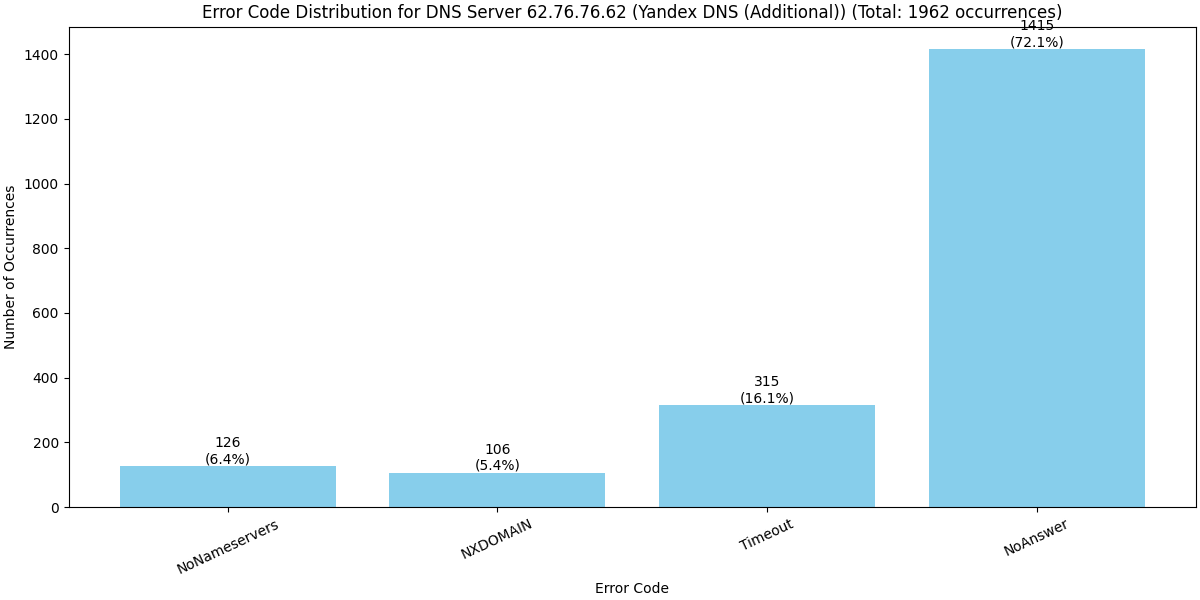 Error Code Distribution for DNS Server 62.76.76.62 (Yandex DNS (Additional)) (Total: 1962 occurrences)
Number of Occurrences
1400
1200
1000
800
600
400
200
0
126
(6.4%)
106
(5.4%)
315
(16.1%)
1415
(72.1%)
NoNameservers
NXDOMAIN
Timeout
NoAnswer
Error Code